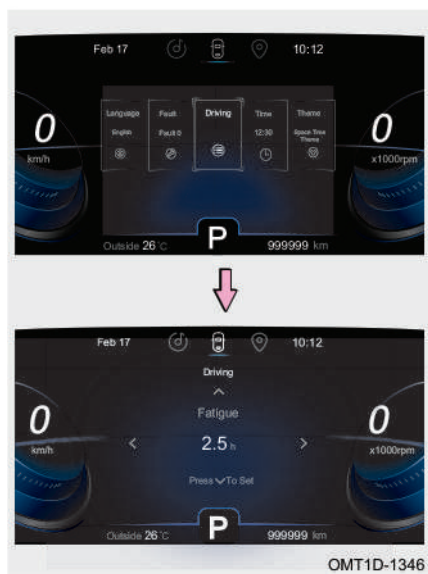 Feb 17 10:12
Language Fault Driving Time Theme
English Fault 0 12:30 Space Time
Theme
0 0
km/h x1000rpm
P
Outside 26°C 999999 km
Feb 17 10:12
Driving
Fatigue
0 2.5 h 0
km/h x1000rpm
Press To Set
P
Outside 26°C 999999 km
OMT1D-1346